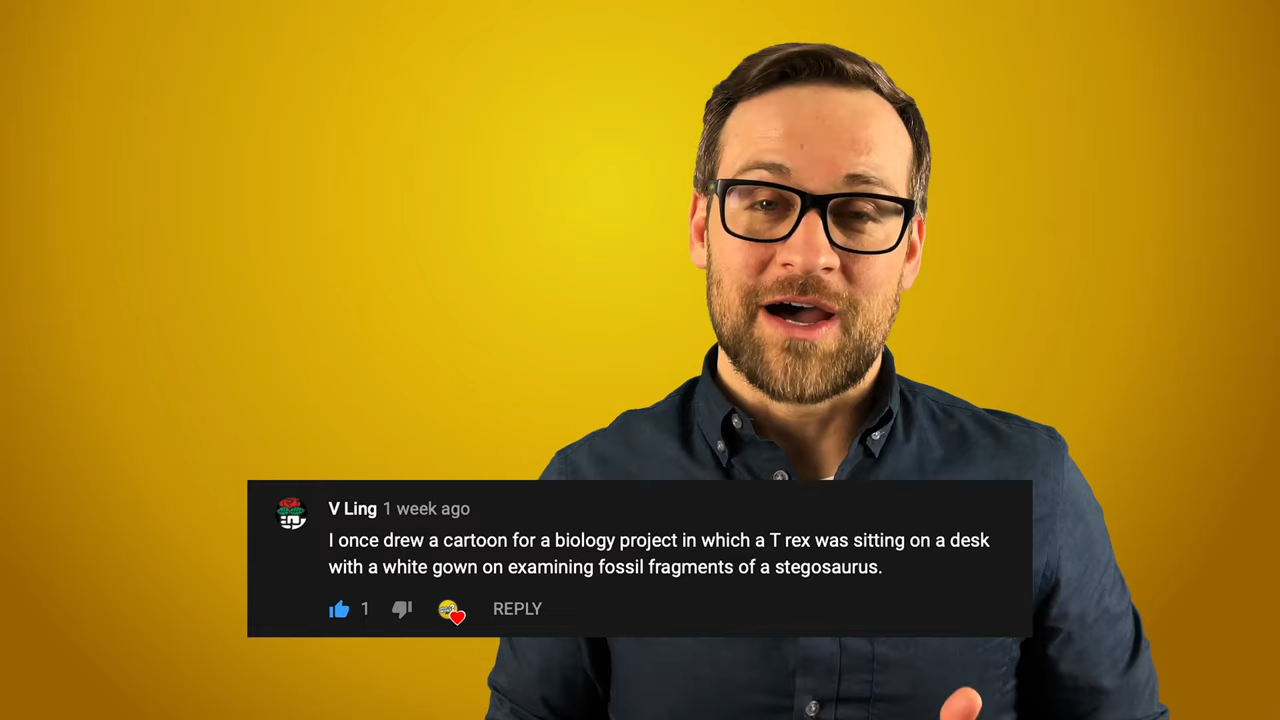 V Ling 1 week ago
I once drew a cartoon for a biology project in which a T rex was sitting on a desk
with a white gown on examining fossil fragments of a stegosaurus.
1 REPLY